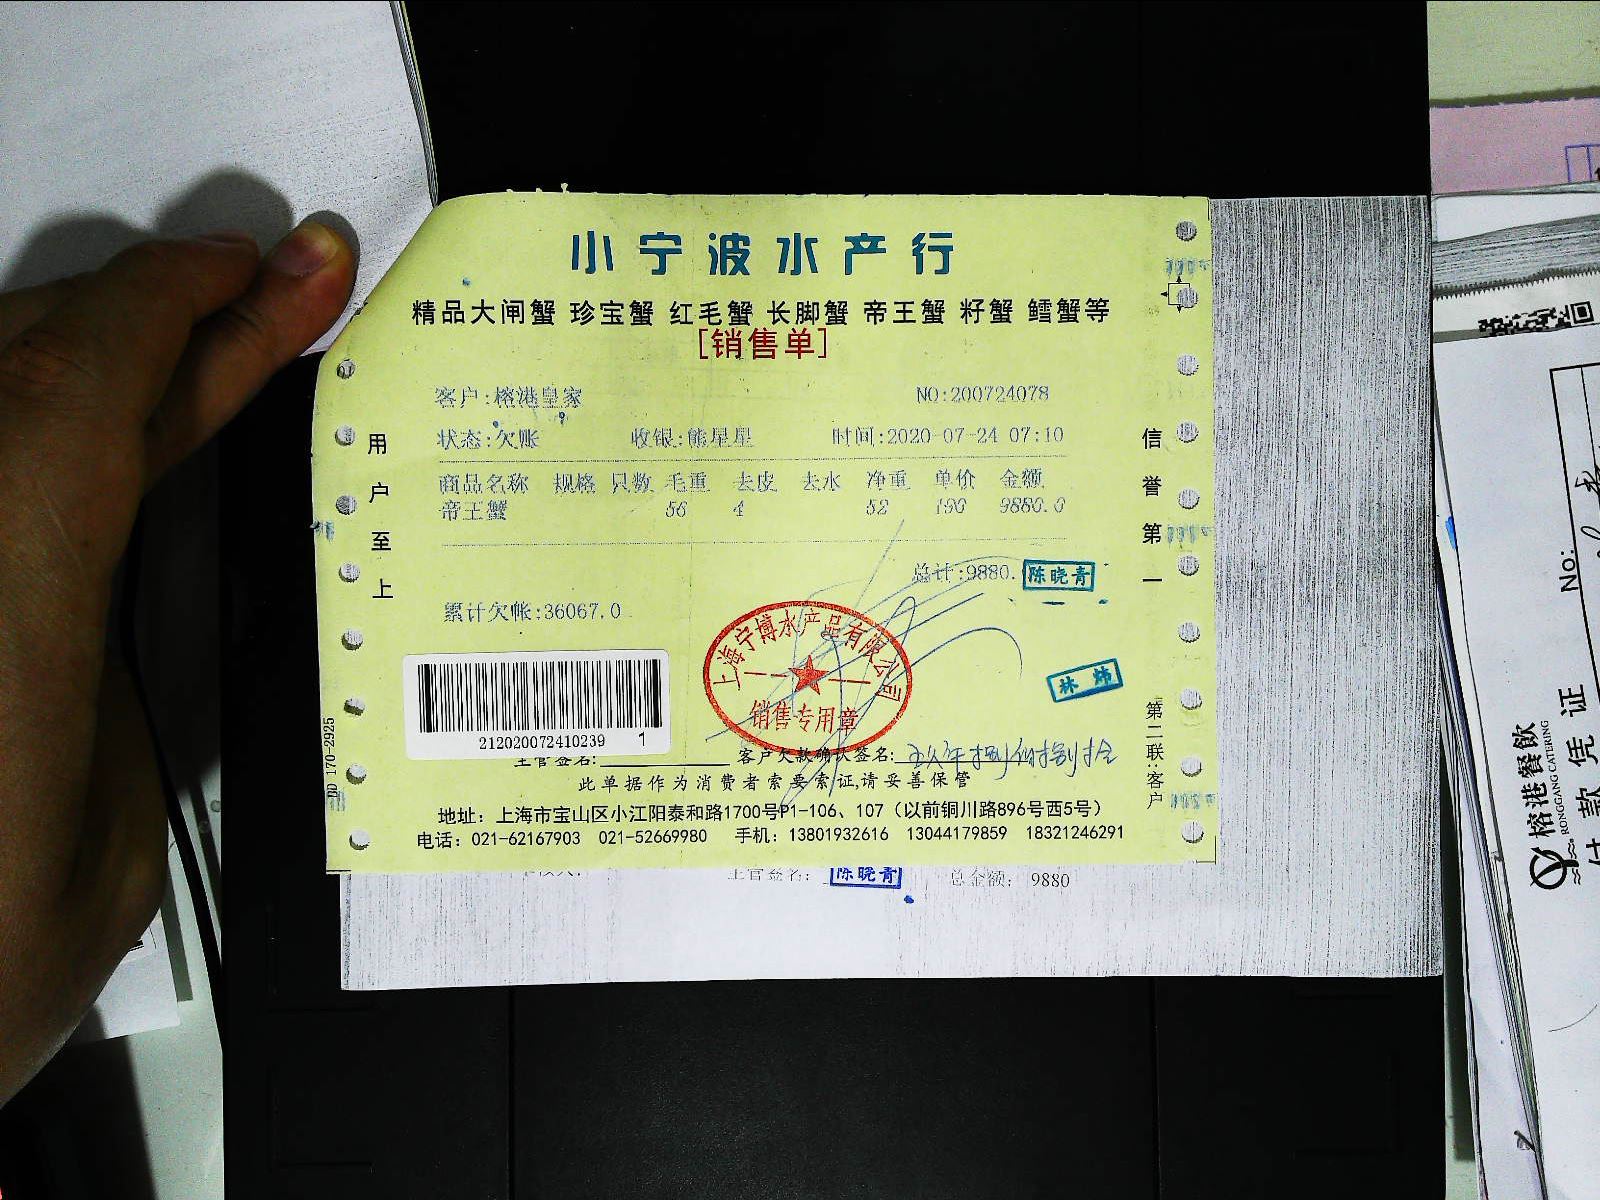 小宁波水产行
精品大闸蟹 珍宝蟹 红毛蟹 长脚蟹 帝王蟹 籽蟹 鳕蟹等
[销售单]
客户:榕港皇家 NO:200724078
状态:欠账 收银:熊星星 时间:2020-07-24 07:10
商品名称 规格 只数 毛重 去皮 去水 净重 单价 金额
帝王蟹 56 4 52 190 9880.0
总计:9880.
陈晓青
累计欠帐:36067.0
用户至上
信誉第一
上海宁博水产品有限公司
销售专用章
林炜
212020072410239 1
主管签名: 客户欠款确认签名:
此单据作为消费者索要索证,请妥善保管
地址：上海市宝山区小江阳泰和路1700号P1-106、107（以前铜川路896号西5号）
电话：021-62167903 021-52669980 手机：13801932616 13044179859 18321246291
第二联:客户
170-2925
主管签名: 陈晓青 总金额: 9880
No:
榕港餐飲
RONGGANG CATERING
付款凭证